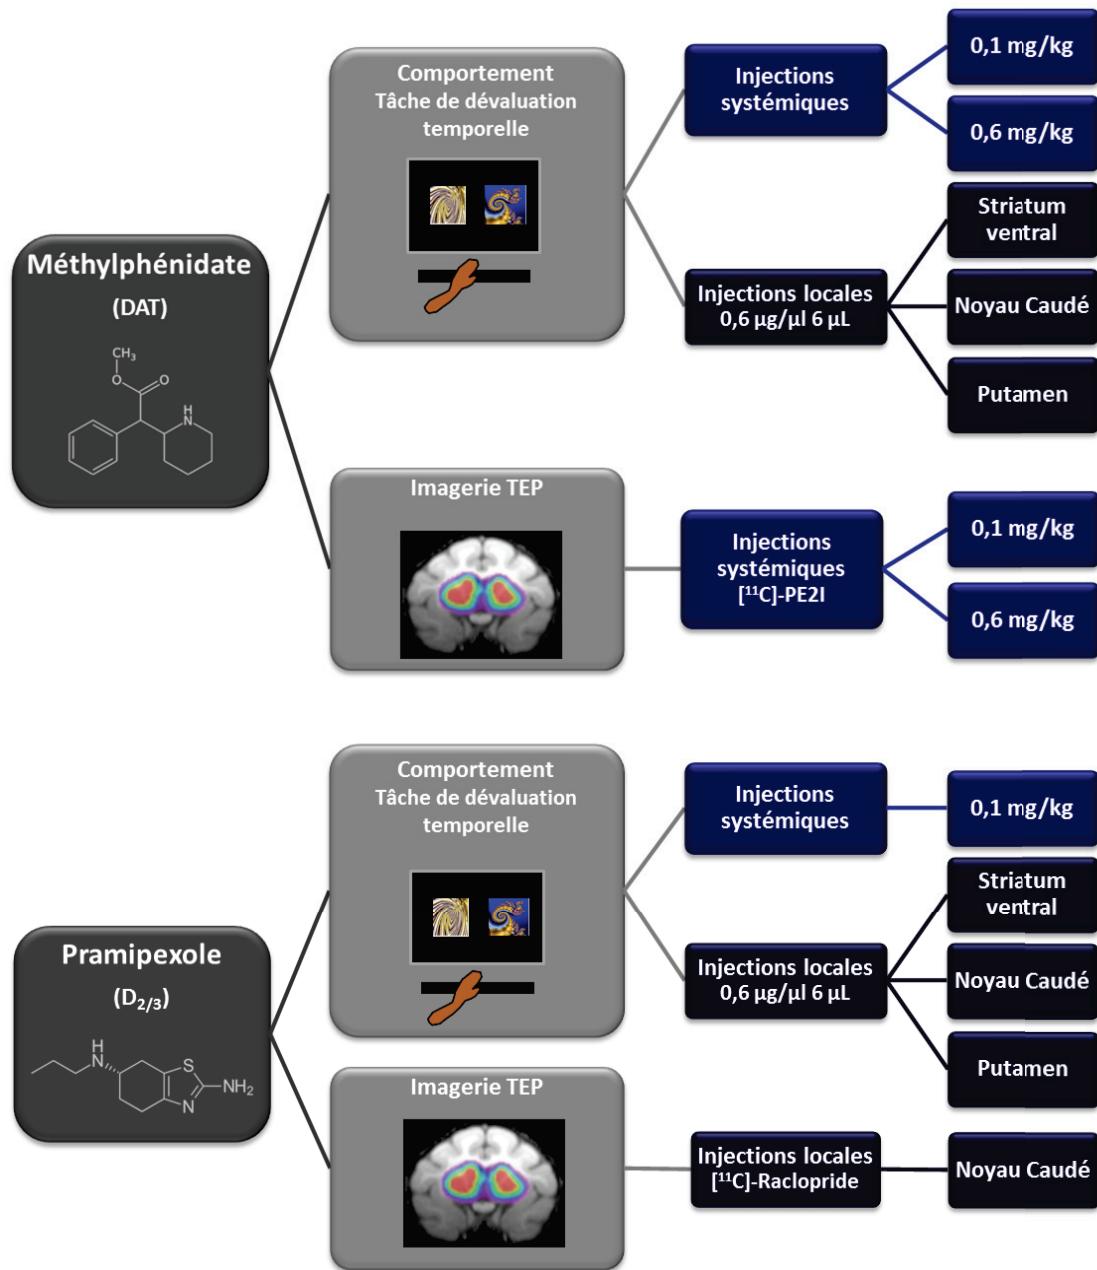 Méthylphénidate
(DAT)
CH3
O
O
H
N
Comportement
Tâche de dévaluation
temporelle
Injections
systémiques
0,1 mg/kg
0,6 mg/kg
Injections locales
0,6 µg/µl 6 µL
Striatum
ventral
Noyau Caudé
Putamen
Imagerie TEP
Injections
systémiques
[¹¹C]-PE2I
0,1 mg/kg
0,6 mg/kg
Pramipexole
(D2/3)
H
N
S
N
NH2
Comportement
Tâche de dévaluation
temporelle
Injections
systémiques
0,1 mg/kg
Injections locales
0,6 µg/µl 6 µL
Striatum
ventral
Noyau Caudé
Putamen
Imagerie TEP
Injections locales
[¹¹C]-Raclopride
Noyau Caudé